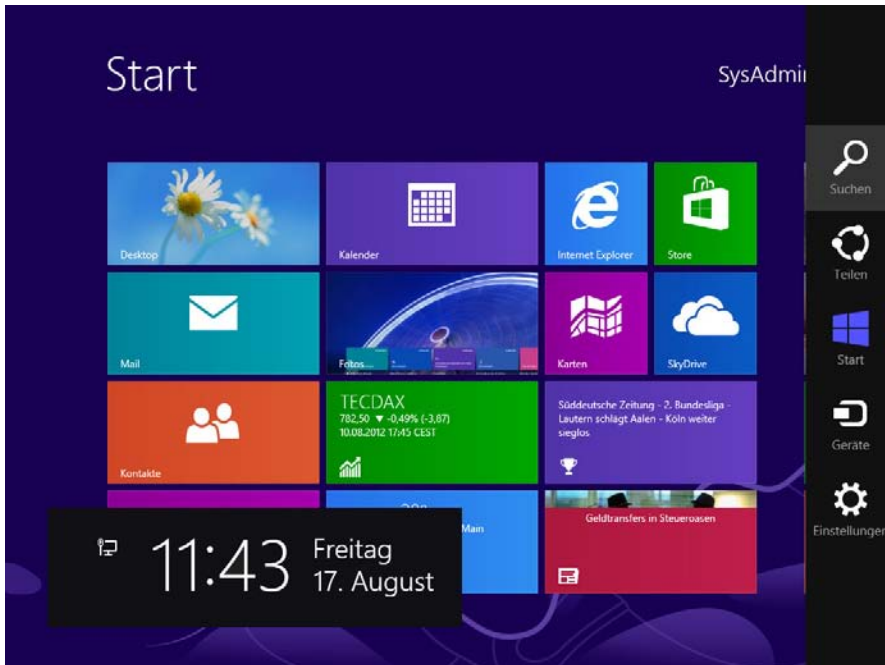 Start
SysAdmi
Desktop
Kalender
Internet Explorer
Store
Mail
Fotos
Karten
SkyDrive
Kontakte
TECDAX
782,50 ▼ -0,49% (-3,87)
10.08.2012 17:45 CEST
Süddeutsche Zeitung - 2. Bundesliga -
Lautern schlägt Aalen - Köln weiter
sieglos
Main
Geldtransfers in Steueroasen
11:43
Freitag
17. August
Suchen
Teilen
Start
Geräte
Einstellungen